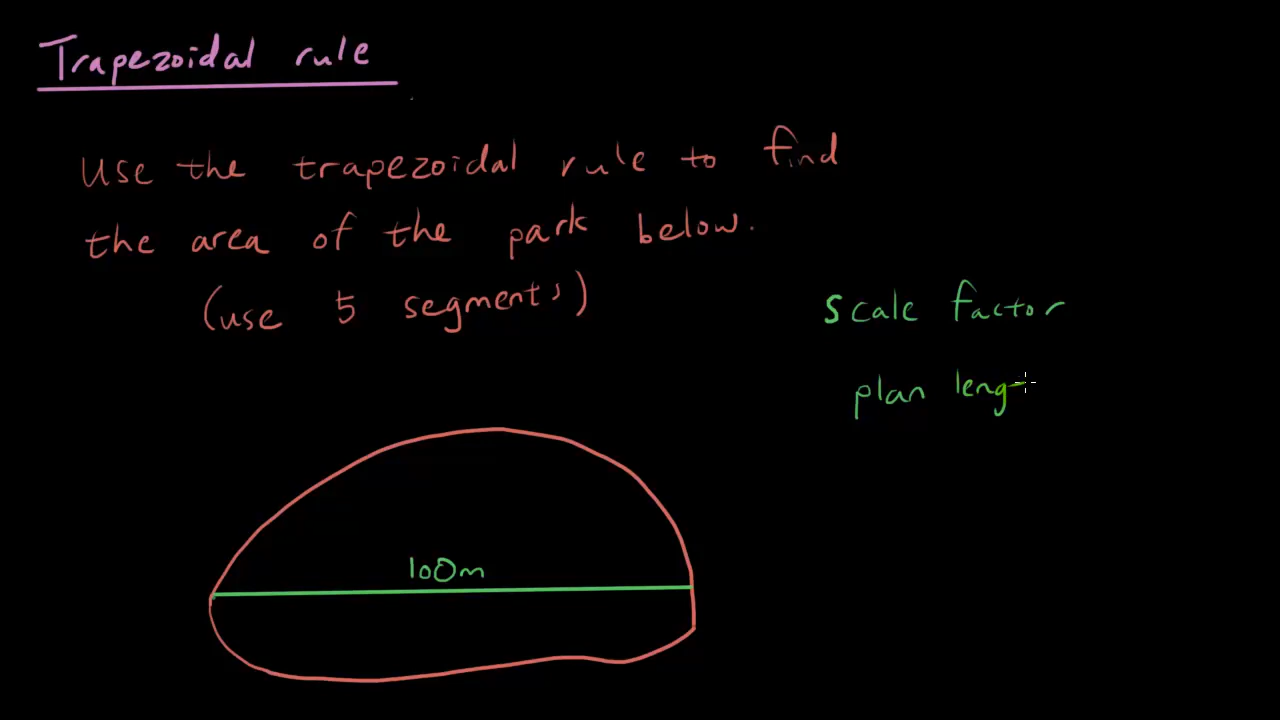 Trapezoidal rule
Use the trapezoidal rule to find
the area of the park below.
(use 5 segments)
Scale factor
plan leng
100m